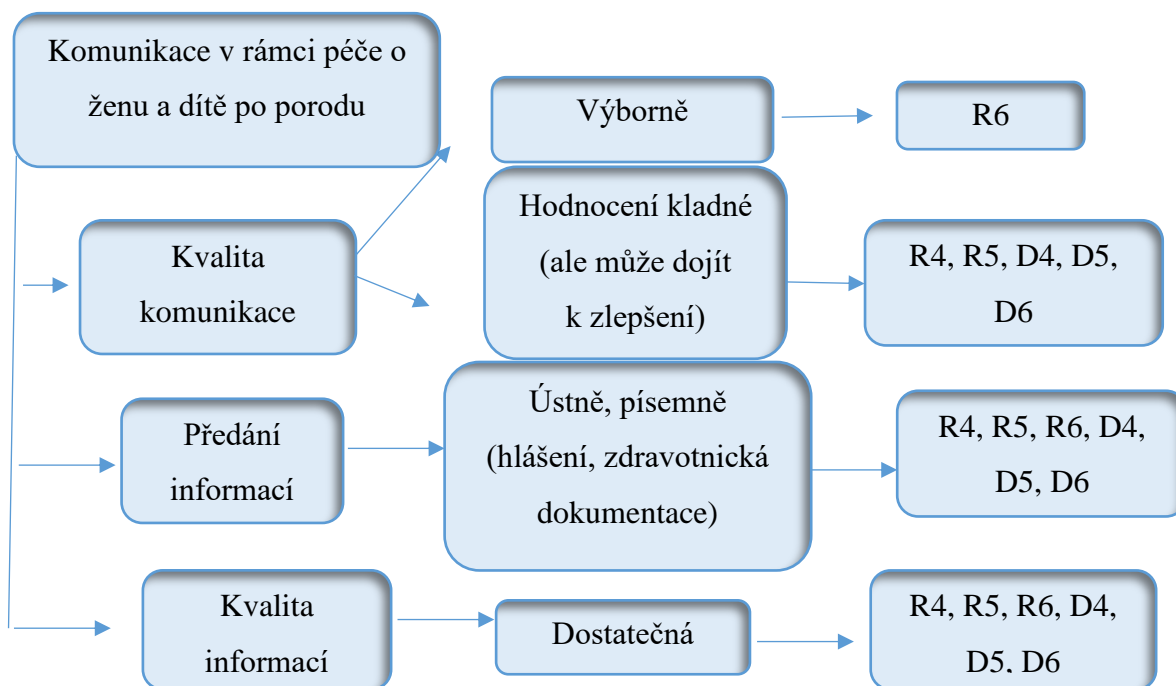 Komunikace v rámci péče o
ženu a dítě po porodu
Výborně
R6
Kvalita
komunikace
Hodnocení kladné
(ale může dojít
k zlepšení)
R4, R5, D4, D5,
D6
Předání
informací
Ústně, písemně
(hlášení, zdravotnická
dokumentace)
R4, R5, R6, D4,
D5, D6
Kvalita
informací
Dostatečná
R4, R5, R6, D4,
D5, D6